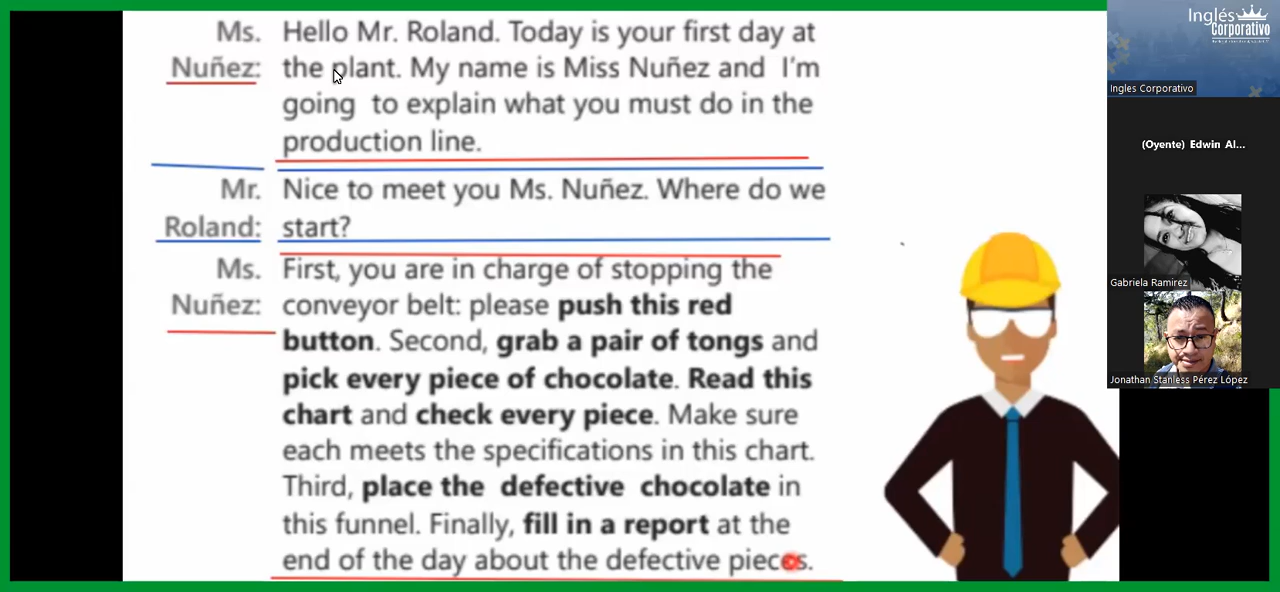 Ms. Hello Mr. Roland. Today is your first day at
Nuñez: the plant. My name is Miss Nuñez and I'm
going to explain what you must do in the
production line.
Mr. Nice to meet you Ms. Nuñez. Where do we
Roland: start?
Ms. First, you are in charge of stopping the
Nuñez: conveyor belt: please push this red
button. Second, grab a pair of tongs and
pick every piece of chocolate. Read this
chart and check every piece. Make sure
each meets the specifications in this chart.
Third, place the defective chocolate in
this funnel. Finally, fill in a report at the
end of the day about the defective pieces.
Inglés
Corporativo
Ingles Corporativo
(Oyente) Edwin Al...
Gabriela Ramirez
Jonathan Stanless Pérez López